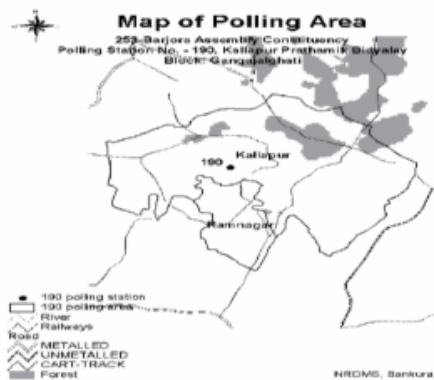 Map of Polling Area
253 Barjora Assembly Constituency
Polling Station No. - 190, Kallapur Prathamik Bidyalay
Block: Gangajalghati
190 Kallapur
Ramnagar
190 polling station
190 polling area
River
Railways
Road
METALLED
UNMETALLED
CART-TRACK
Forest
NRDMS, Bankura